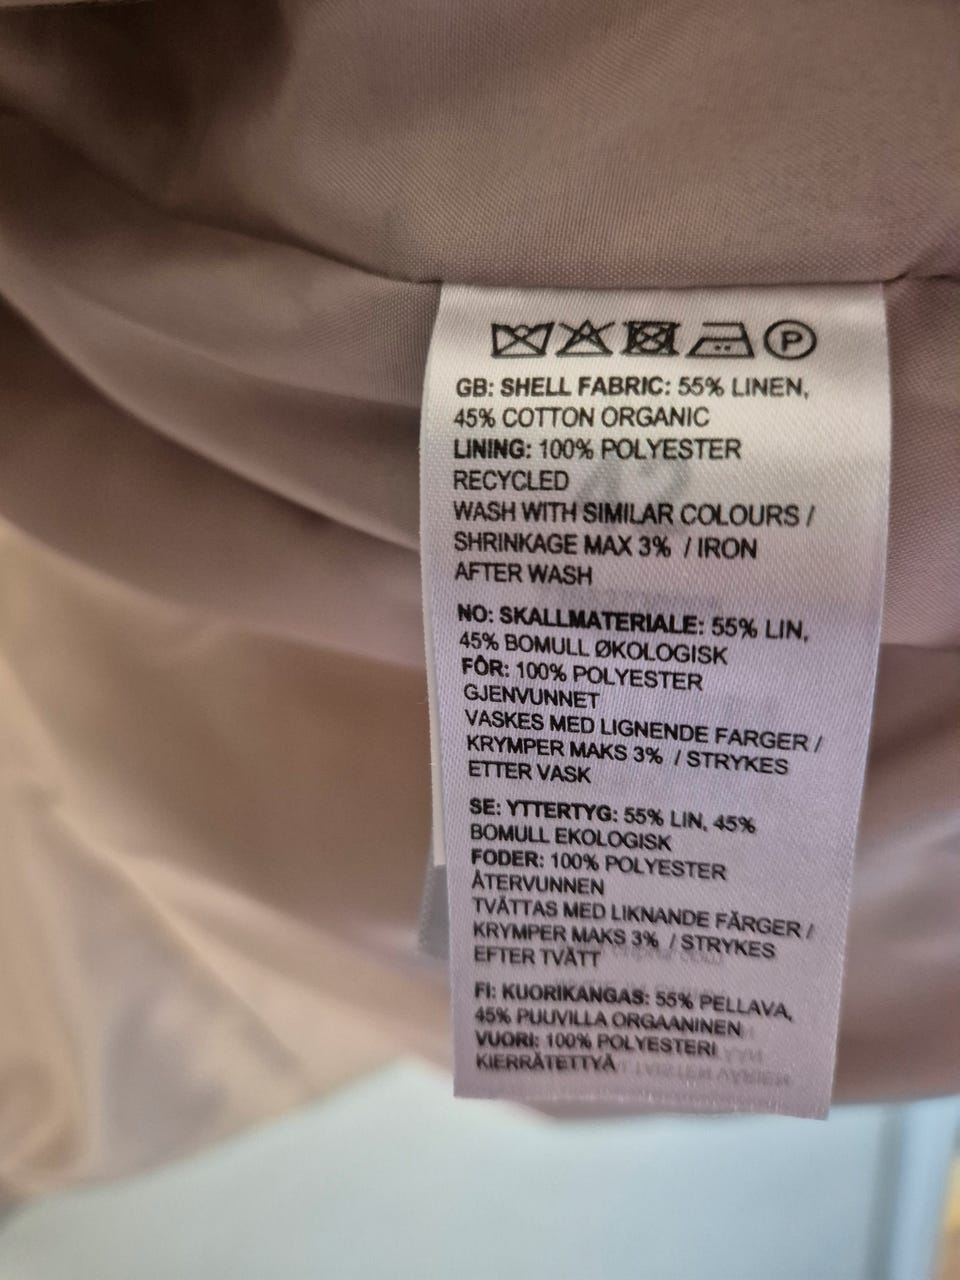 P
GB: SHELL FABRIC: 55% LINEN,
45% COTTON ORGANIC
LINING: 100% POLYESTER
RECYCLED
WASH WITH SIMILAR COLOURS /
SHRINKAGE MAX 3% / IRON
AFTER WASH
NO: SKALLMATERIALE: 55% LIN,
45% BOMULL ØKOLOGISK
FÔR: 100% POLYESTER
GJENVUNNET
VASKES MED LIGNENDE FARGER /
KRYMPER MAKS 3% / STRYKES
ETTER VASK
SE: YTTERTYG: 55% LIN, 45%
BOMULL EKOLOGISK
FODER: 100% POLYESTER
ÅTERVUNNEN
TVÄTTAS MED LIKNANDE FÄRGER /
KRYMPER MAKS 3% / STRYKES
EFTER TVÄTT
FI: KUORIKANGAS: 55% PELLAVA,
45% PUUVILLA ORGAANINEN
VUORI: 100% POLYESTERI
KIERRÄTETTYÄ